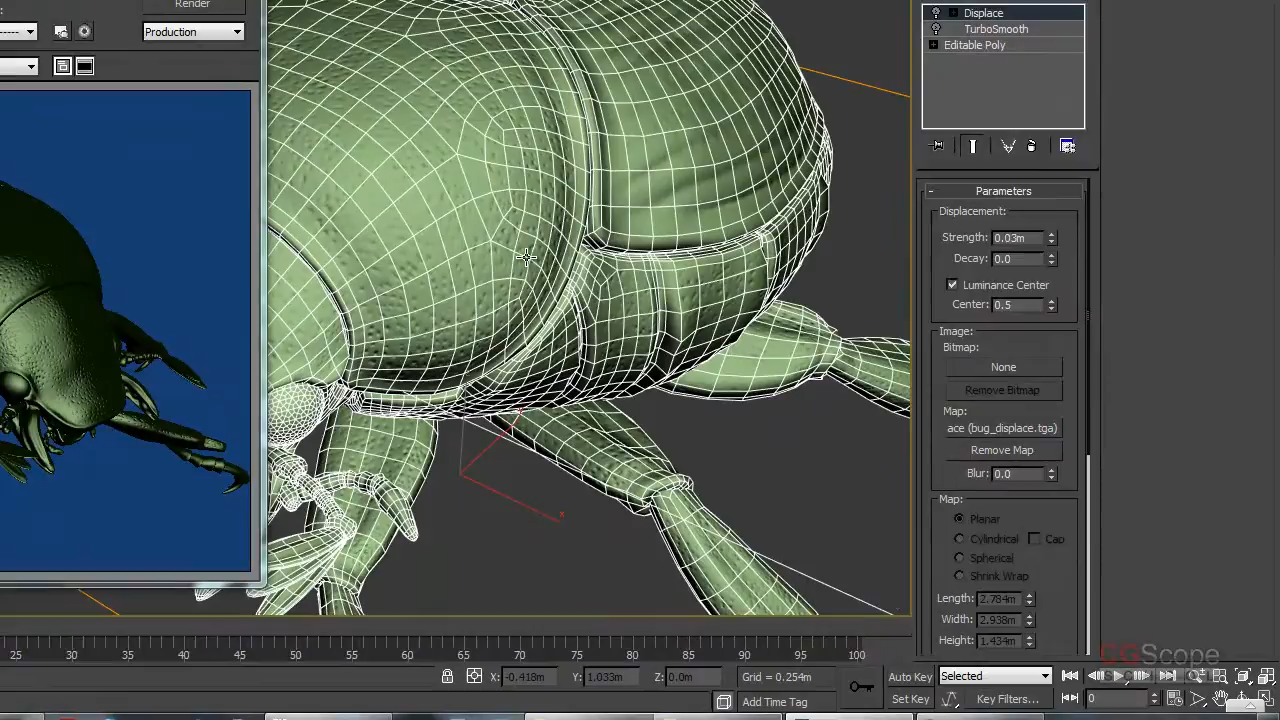 Render
Production
Displace
TurboSmooth
Editable Poly
Parameters
Displacement:
Strength: 0.03m
Decay: 0.0
Luminance Center
Center: 0.5
Image:
Bitmap:
None
Remove Bitmap
Map:
ace (bug_displace.tga)
Remove Map
Blur: 0.0
Map:
Planar
Cylindrical Cap
Spherical
Shrink Wrap
Length: 2.784m
Width: 2.938m
Height: 1.434m
x
25 30 35 40 45 50 55 60 65 70 75 80 85 90 95 100
CGScope
X: -0.418m Y: 1.033m Z: 0.0m Grid = 0.254m Auto Key Selected
Add Time Tag Set Key Key Filters... 0